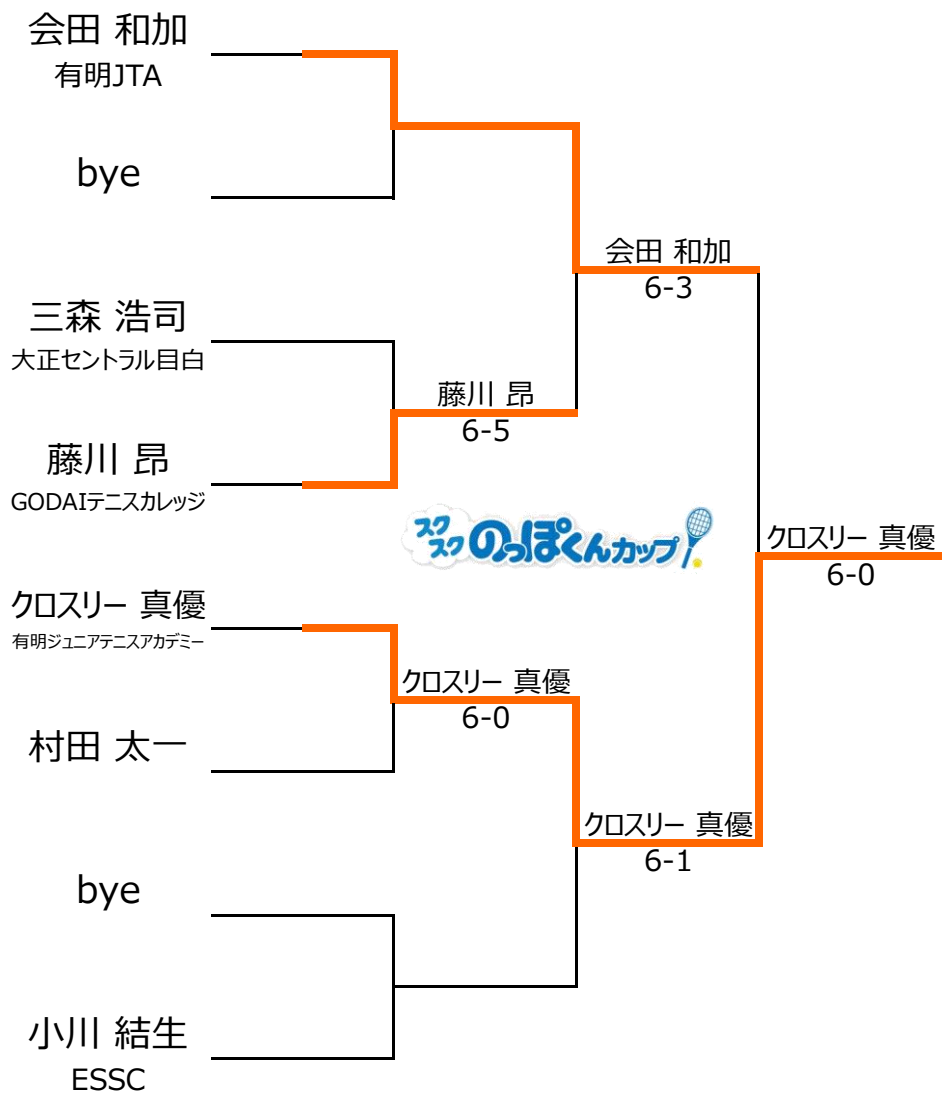 会田 和加
有明JTA
bye
会田 和加
6-3
三森 浩司
大正セントラル目白
藤川 昂
6-5
藤川 昂
GODAIテニスカレッジ
スクスクのっぽくんカップ
クロスリー 真優
6-0
クロスリー 真優
有明ジュニアテニスアカデミー
クロスリー 真優
6-0
村田 太一
クロスリー 真優
6-1
bye
小川 結生
ESSC